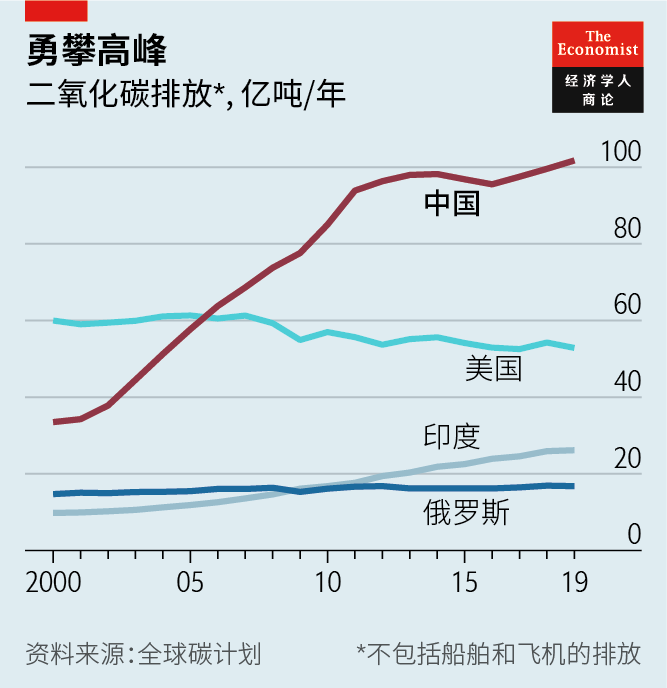 勇攀高峰
二氧化碳排放*, 亿吨/年
The
Economist
经济学人
商论
100
80
60
40
20
0
中国
美国
印度
俄罗斯
2000 05 10 15 19
资料来源：全球碳计划
*不包括船舶和飞机的排放